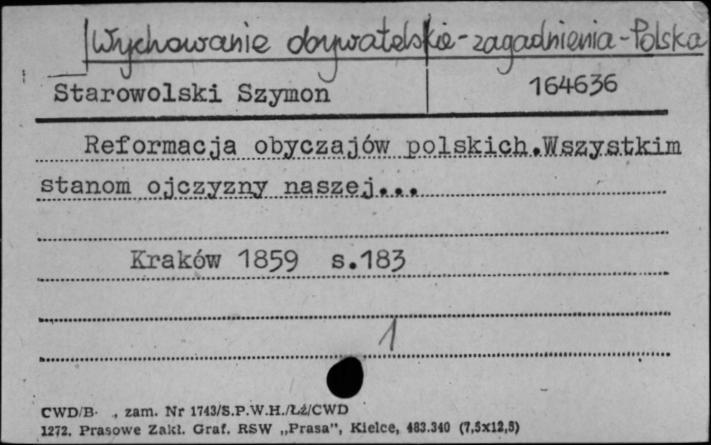 Wychowanie obywatelskie - zagadnienia - Polska
Starowolski Szymon
164636
Reformacja obyczajów polskich.Wszystkim
stanom ojczyzny naszej...
Kraków 1859 s.183
1
CWD/B- , zam. Nr 1743/S.P.W.H./Łź/CWD
1272. Prasowe Zakł. Graf. RSW „Prasa”, Kielce, 483.340 (7,5x12,5)